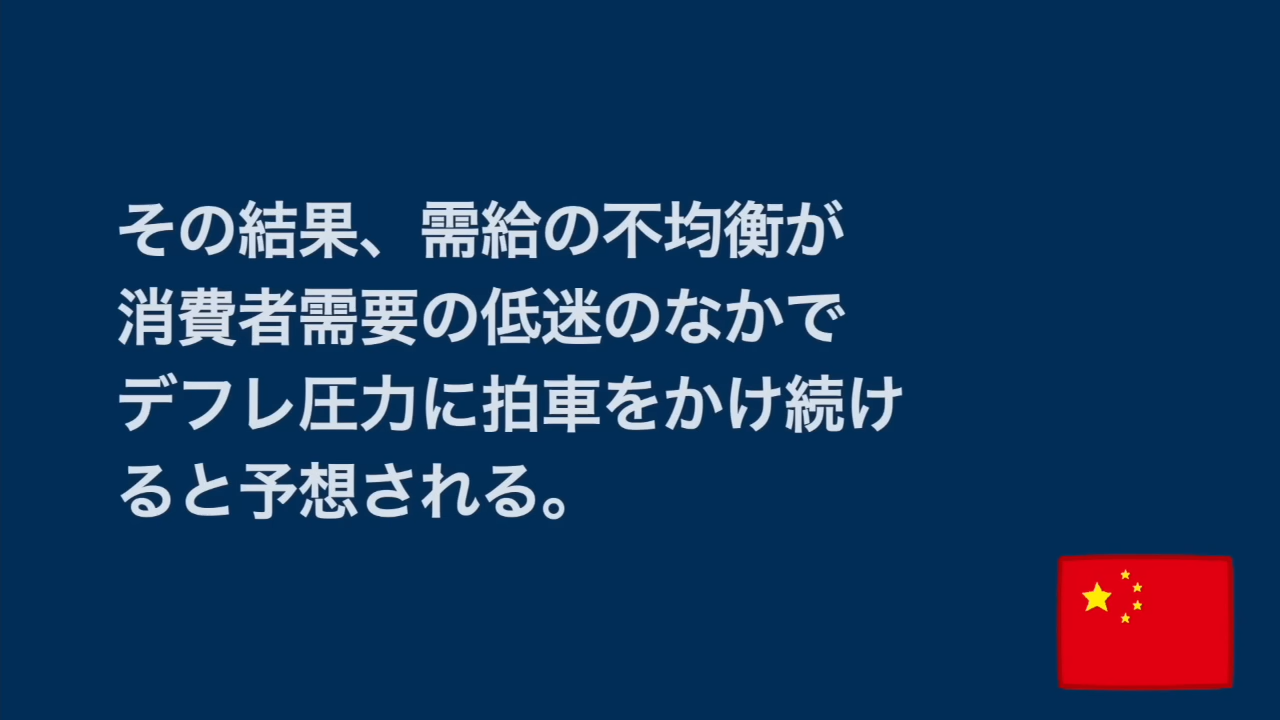 その結果、需給の不均衡が
消費者需要の低迷のなかで
デフレ圧力に拍車をかけ続け
ると予想される。